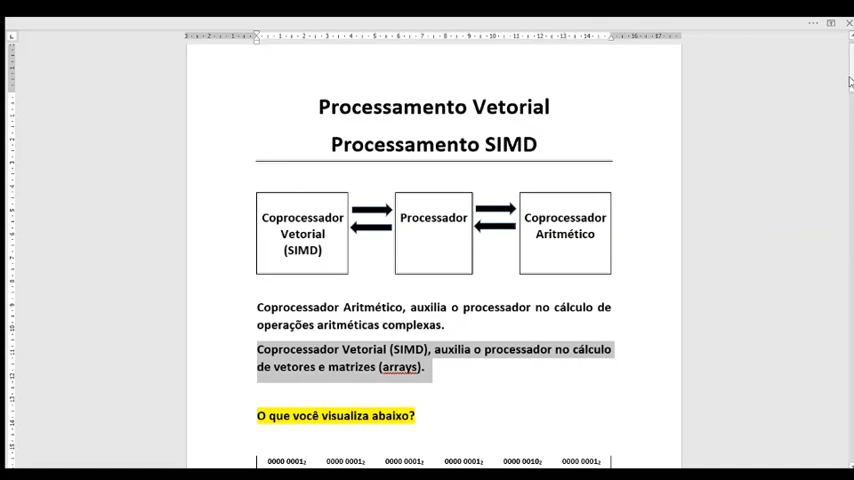 Processamento Vetorial
Processamento SIMD
Coprocessador
Vetorial
(SIMD)
Processador
Coprocessador
Aritmético
Coprocessador Aritmético, auxilia o processador no cálculo de
operações aritméticas complexas.
Coprocessador Vetorial (SIMD), auxilia o processador no cálculo
de vetores e matrizes (arrays).
O que você visualiza abaixo?
0000 0001₂ 0000 0001₂ 0000 0001₂ 0000 0001₂ 0000 0010₂ 0000 0001₂